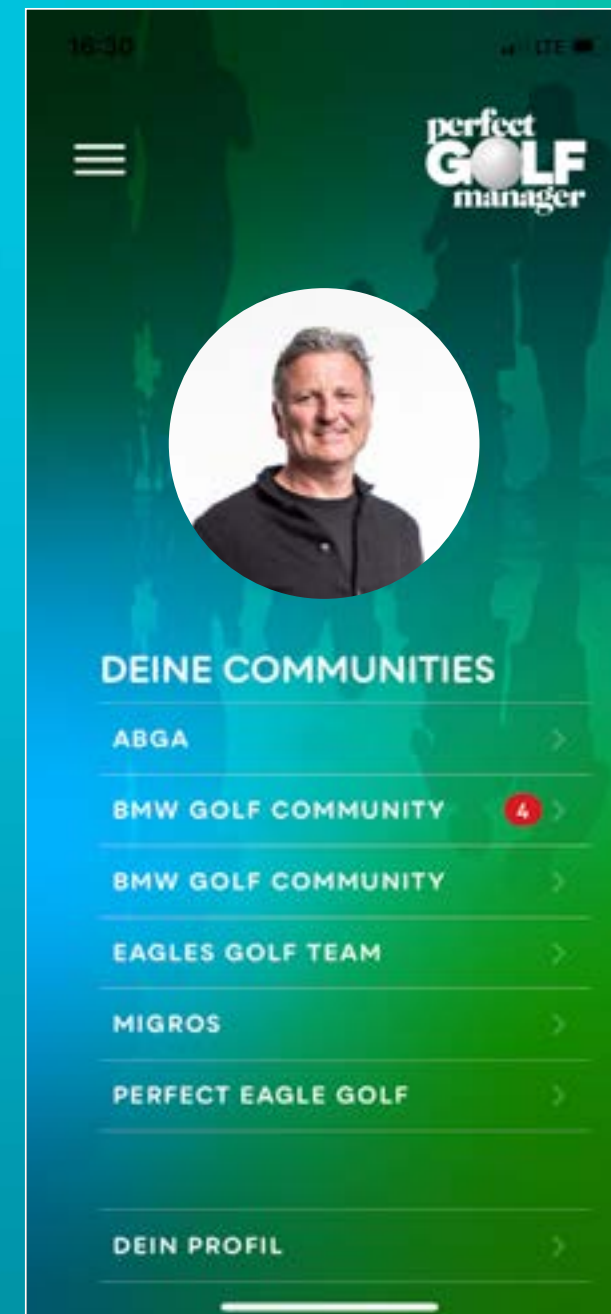 16:30 LTE
perfect
GOLF
manager
DEINE COMMUNITIES
ABGA
BMW GOLF COMMUNITY 4
BMW GOLF COMMUNITY
EAGLES GOLF TEAM
MIGROS
PERFECT EAGLE GOLF
DEIN PROFIL